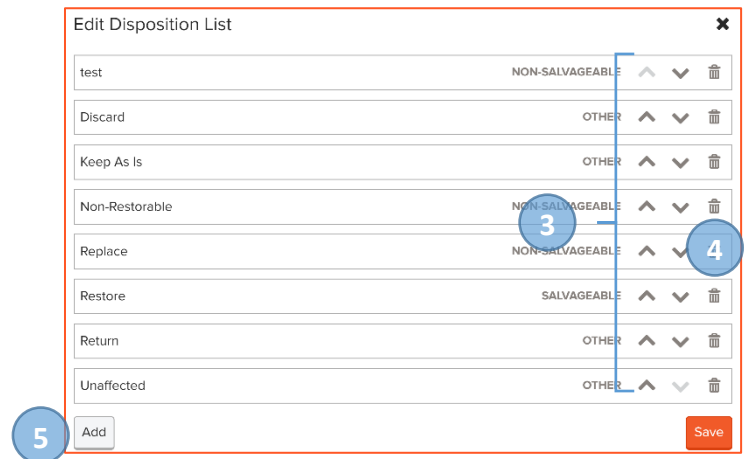 Edit Disposition List
test NON-SALVAGEABLE
Discard OTHER
Keep As Is OTHER
Non-Restorable NON-SALVAGEABLE
3
Replace NON-SALVAGEABLE
4
Restore SALVAGEABLE
Return OTHER
Unaffected OTHER
5 Add Save